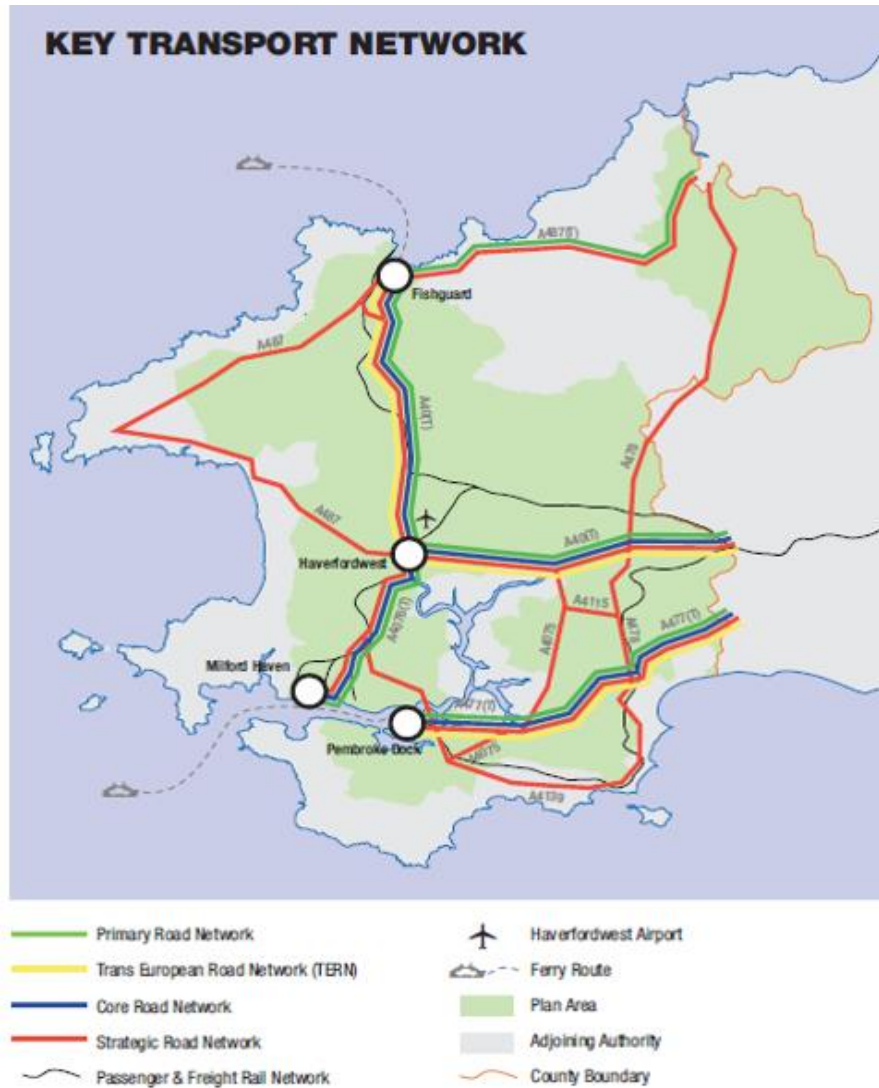 KEY TRANSPORT NETWORK
A487(T)
Fishguard
A487
A40(T)
A478
A487
Haverfordwest
A40(T)
A4076(T)
A4075
A4115
A478
A477(T)
Milford Haven
A477(T)
Pembroke Dock
A4075
A4139
Primary Road Network
Trans European Road Network (TERN)
Core Road Network
Strategic Road Network
Passenger & Freight Rail Network
Haverfordwest Airport
Ferry Route
Plan Area
Adjoining Authority
County Boundary